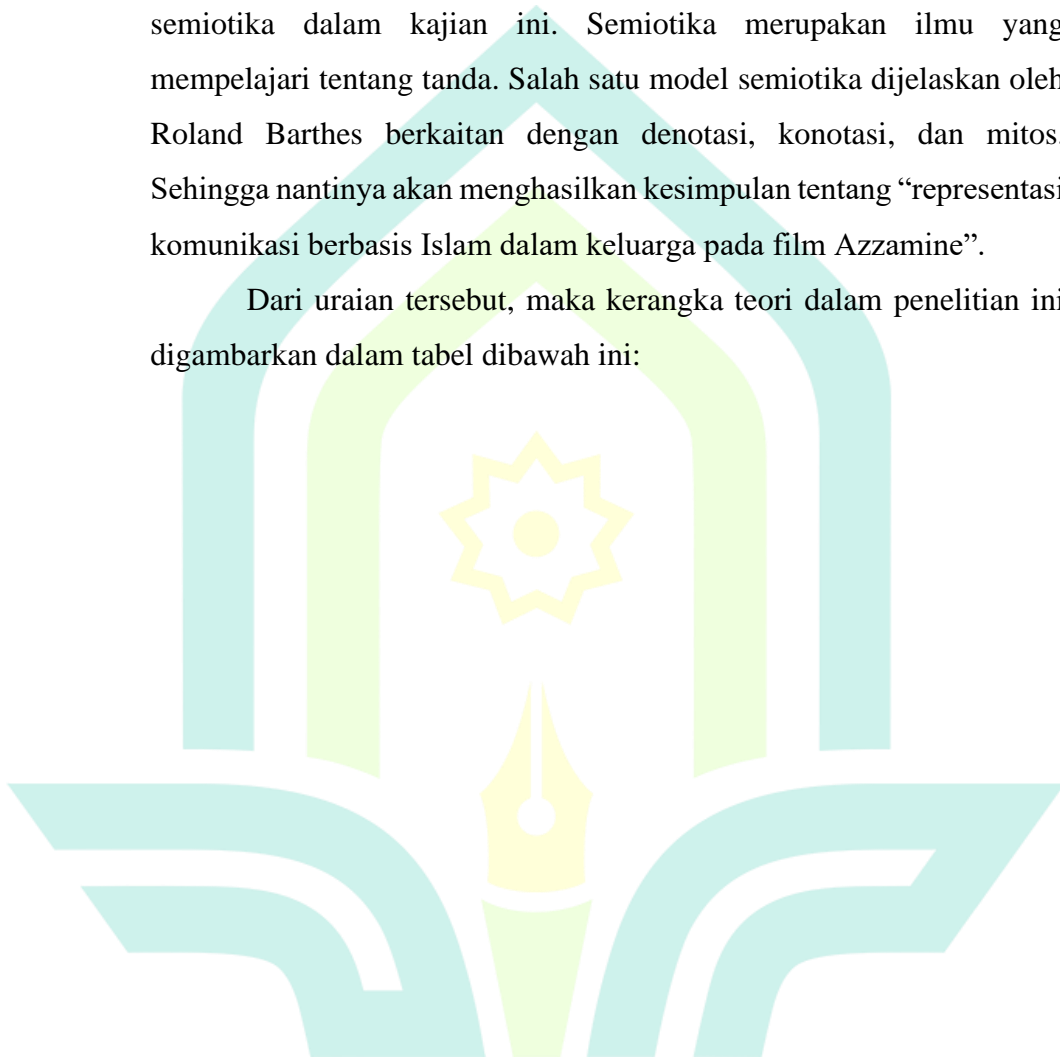 semiotika dalam kajian ini. Semiotika merupakan ilmu yang
mempelajari tentang tanda. Salah satu model semiotika dijelaskan oleh
Roland Barthes berkaitan dengan denotasi, konotasi, dan mitos.
Sehingga nantinya akan menghasilkan kesimpulan tentang “representasi
komunikasi berbasis Islam dalam keluarga pada film Azzamine”.
Dari uraian tersebut, maka kerangka teori dalam penelitian ini
digambarkan dalam tabel dibawah ini: